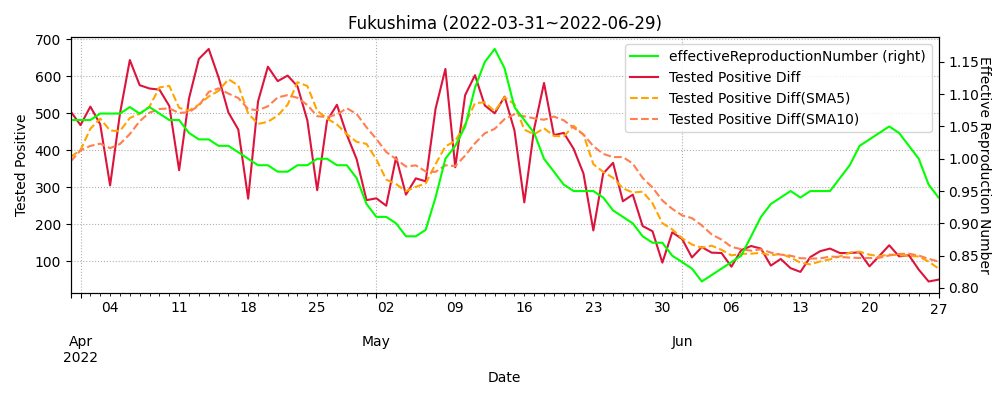 Fukushima (2022-03-31~2022-06-29)
effectiveReproductionNumber (right)
Tested Positive Diff
Tested Positive Diff(SMA5)
Tested Positive Diff(SMA10)
Tested Positive
700
600
500
400
300
200
100
Effective Reproduction Number
1.15
1.10
1.05
1.00
0.95
0.90
0.85
0.80
04 11 18 25 02 09 16 23 30 06 13 20 27
Apr May Jun
2022
Date